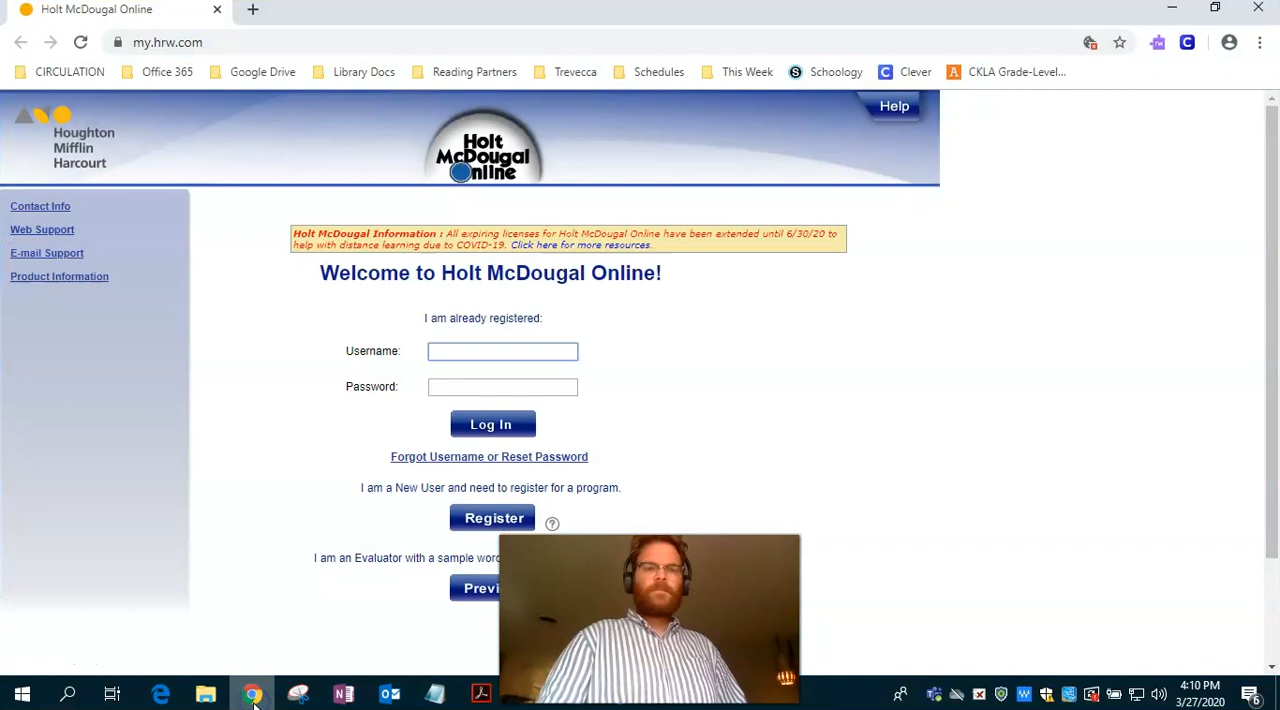 Holt McDougal Online
my.hrw.com
CIRCULATION Office 365 Google Drive Library Docs Reading Partners Trevecca Schedules This Week Schoology Clever CKLA Grade-Level...
Houghton
Mifflin
Harcourt
Holt
McDougal
Online
Help
Contact Info
Web Support
E-mail Support
Product Information
Holt McDougal Information : All expiring licenses for Holt McDougal Online have been extended until 6/30/20 to
help with distance learning due to COVID-19. Click here for more resources.
Welcome to Holt McDougal Online!
I am already registered:
Username:
Password:
Log In
Forgot Username or Reset Password
I am a New User and need to register for a program.
Register ?
I am an Evaluator with a sample wor
Previ
4:10 PM
3/27/2020
6